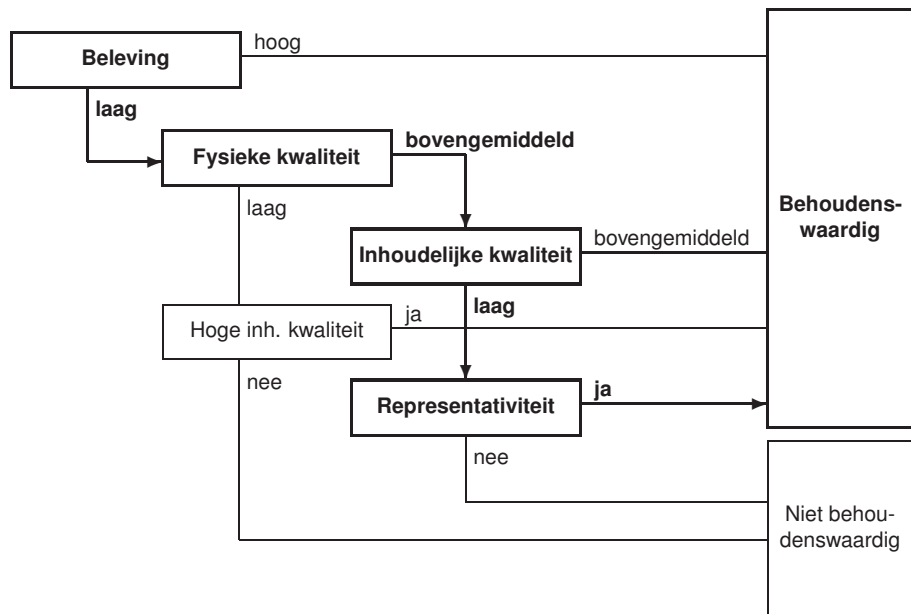 hoog
Beleving
laag
bovengemiddeld
Fysieke kwaliteit
laag
Behoudens-
waardig
bovengemiddeld
Inhoudelijke kwaliteit
laag
ja
Hoge inh. kwaliteit
nee
ja
Representativiteit
nee
Niet behou-
denswaardig